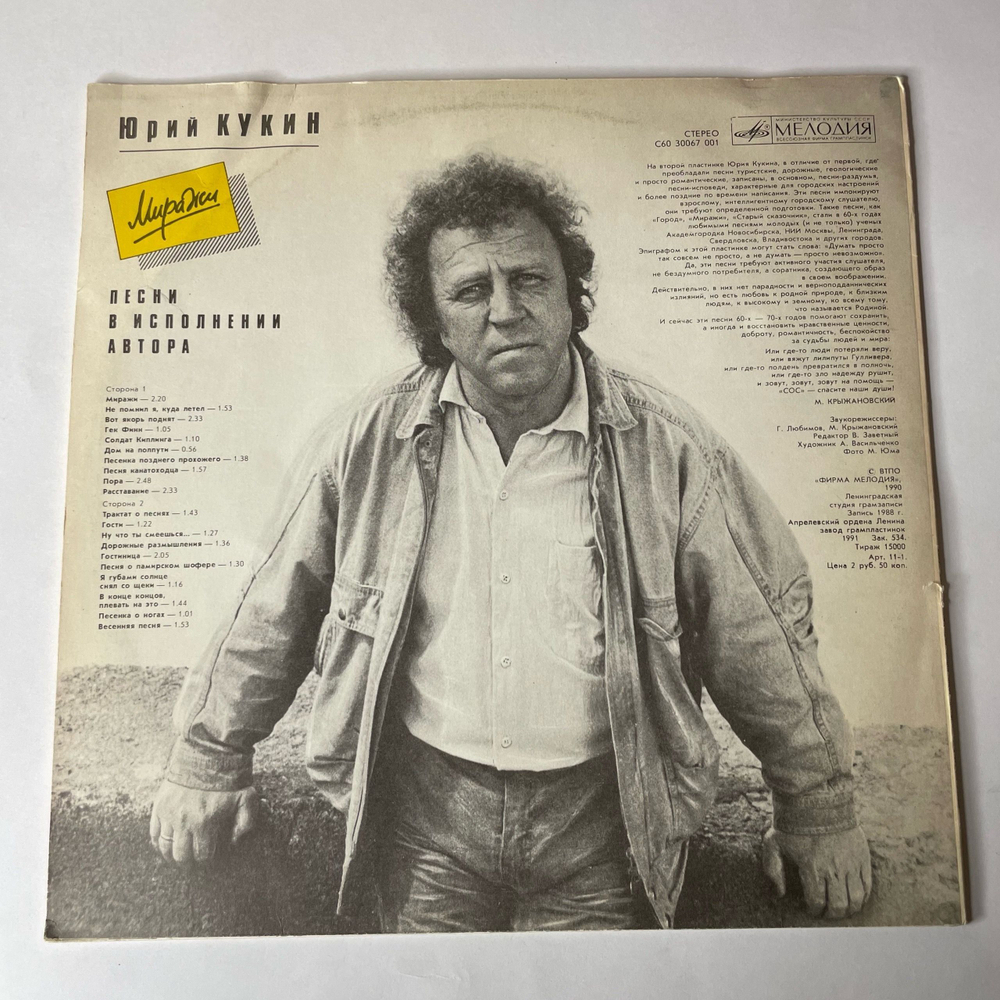 Юрий КУКИН
Миражи
ПЕСНИ
В ИСПОЛНЕНИИ
АВТОРА
Сторона 1
Миражи — 2.20
Не помнил я, куда летел — 1.53
Вот якорь поднят — 2.33
Гек Финн — 1.05
Солдат Киплинга — 1.10
Дом на полпути — 0.56
Песенка позднего прохожего — 1.38
Песня канатоходца — 1.57
Пора — 2.48
Расставание — 2.33
Сторона 2
Трактат о песнях — 1.43
Гости — 1.22
Ну что ты смеешься... — 1.27
Дорожные размышления — 1.36
Гостиница — 2.05
Песня о памирском шофере — 1.30
Я губами солнце
снял со щеки — 1.16
В конце концов,
плевать на это — 1.44
Песенка о ногах — 1.01
Весенняя песня — 1.53
СТЕРЕО
С60 30067 001
МИНИСТЕРСТВО КУЛЬТУРЫ СССР
МЕЛОДИЯ
ВСЕСОЮЗНАЯ ФИРМА ГРАМПЛАСТИНОК
На второй пластинке Юрия Кукина, в отличие от первой, где
преобладали песни туристские, дорожные, геологические
и просто романтические, записаны, в основном, песни-раздумья,
песни-исповеди, характерные для городских настроений
и более поздние по времени написания. Эти песни импонируют
взрослому, интеллигентному городскому слушателю,
они требуют определенной подготовки. Такие песни, как
«Город», «Миражи», «Старый сказочник», стали в 60-х годах
любимыми песнями молодых (и не только) ученых
Академгородка Новосибирска, НИИ Москвы, Ленинграда,
Свердловска, Владивостока и других городов.
Эпиграфом к этой пластинке могут стать слова: «Думать просто
так совсем не просто, а не думать — просто невозможно».
Да, эти песни требуют активного участия слушателя,
не бездумного потребителя, а соратника, создающего образ
в своем воображении.
Действительно, в них нет парадности и верноподданнических
излияний, но есть любовь к родной природе, к близким
людям, к высокому и земному, ко всему тому,
что называется Родиной.
И сейчас эти песни 60-х — 70-х годов помогают сохранить,
а иногда и восстановить нравственные ценности,
доброту, романтичность, беспокойство
за судьбы людей и мира:
Или где-то люди потеряли веру,
или вяжут лилипуты Гулливера,
или где-то полдень превратился в полночь,
или где-то зло надежду рушит,
и зовут, зовут, зовут на помощь —
«СОС» — спасите наши души!
М. КРЫЖАНОВСКИЙ
Звукорежиссеры:
Г. Любимов, М. Крыжановский
Редактор В. Заветный
Художник А. Васильченко
Фото М. Юма
С. ВТПО
«ФИРМА МЕЛОДИЯ»,
1990
Ленинградская
студия грамзаписи
Запись 1988 г.
Апрелевский ордена Ленина
завод грампластинок
1991 Зак. 534.
Тираж 15000
Арт. 11-1.
Цена 2 руб. 50 коп.